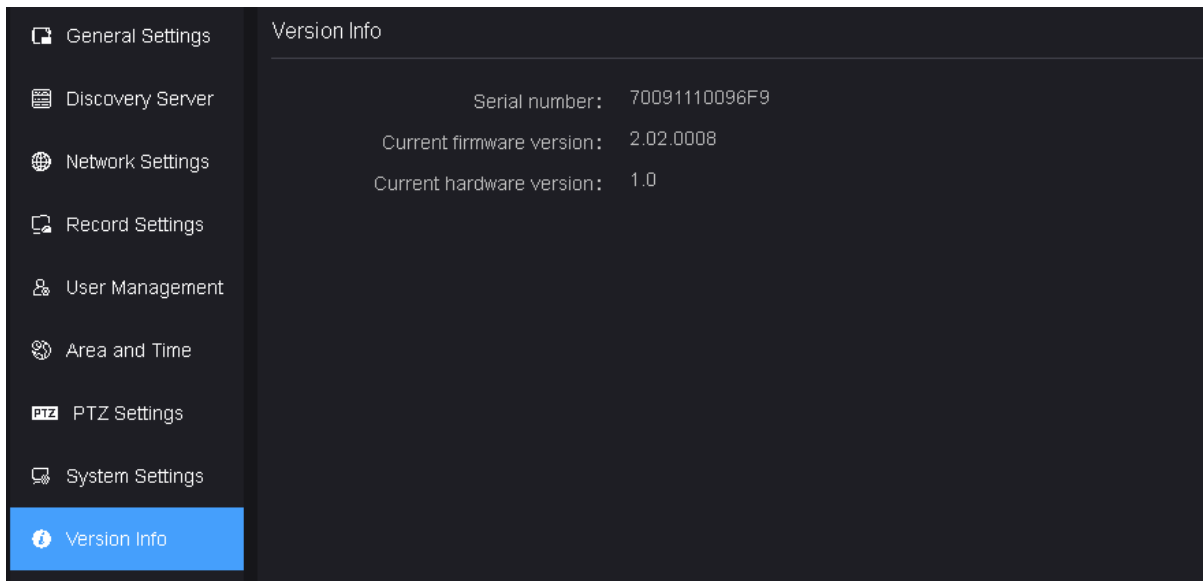 General Settings
Discovery Server
Network Settings
Record Settings
User Management
Area and Time
PTZ PTZ Settings
System Settings
Version Info
Version Info
Serial number: 70091110096F9
Current firmware version: 2.02.0008
Current hardware version: 1.0